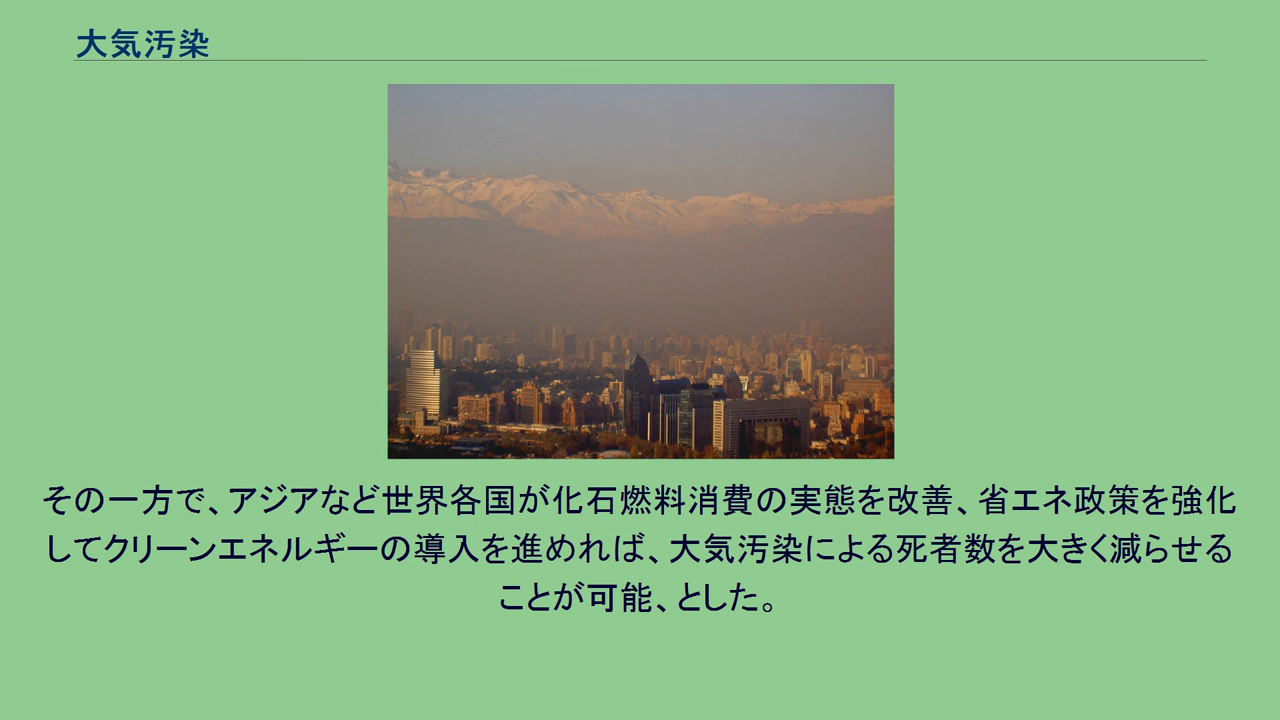 大気汚染
その一方で、アジアなど世界各国が化石燃料消費の実態を改善、省エネ政策を強化
してクリーンエネルギーの導入を進めれば、大気汚染による死者数を大きく減らせる
ことが可能、とした。